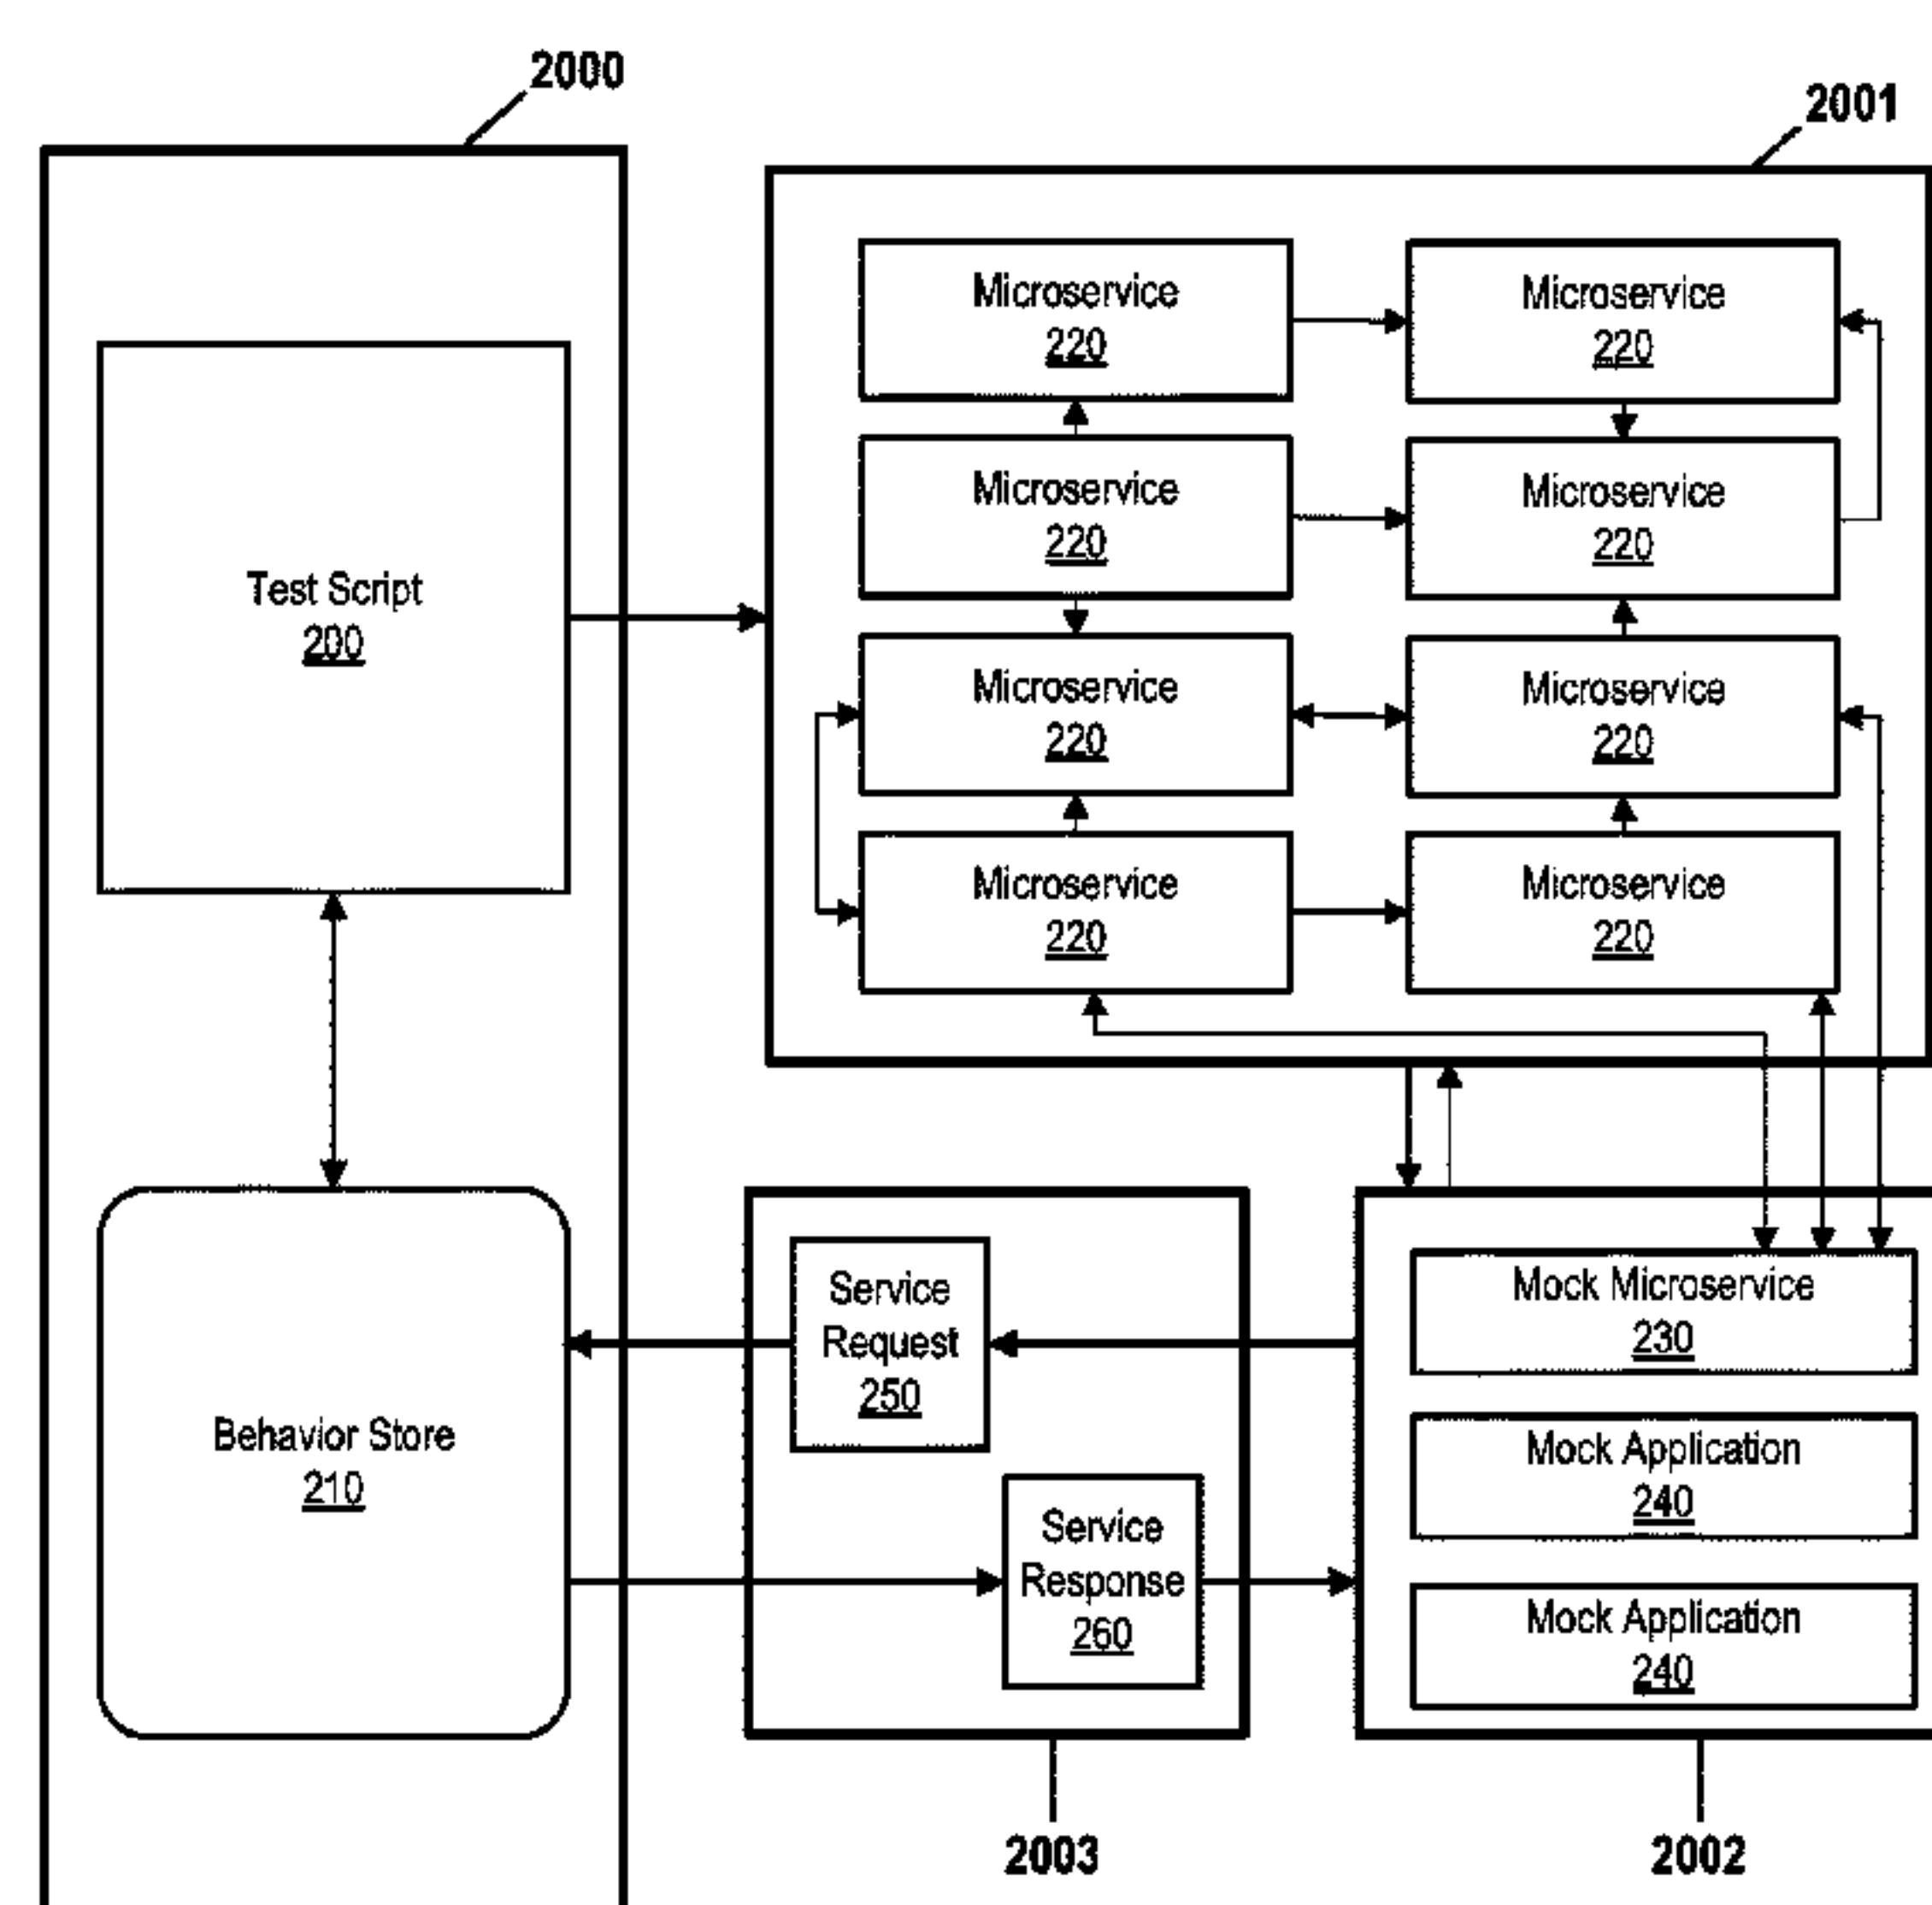 2000
2001
Microservice
220
Microservice
220
Microservice
220
Microservice
220
Test Script
200
Microservice
220
Microservice
220
Microservice
220
Microservice
220
Behavior Store
210
Service
Request
250
Service
Response
260
Mock Microservice
230
Mock Application
240
Mock Application
240
2003
2002